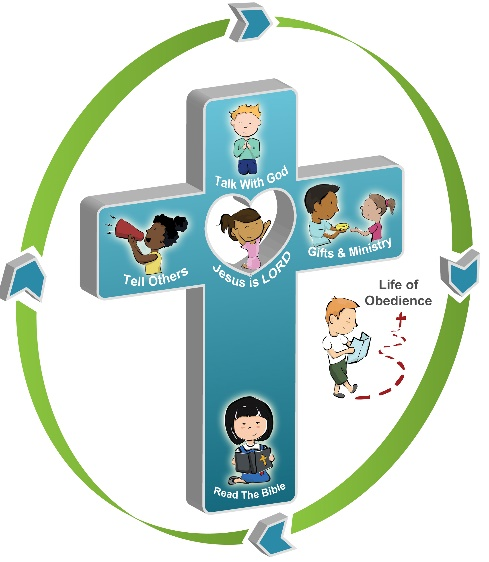 Talk With God
Tell Others
Jesus is LORD
Gifts & Ministry
Life of
Obedience
Read The Bible